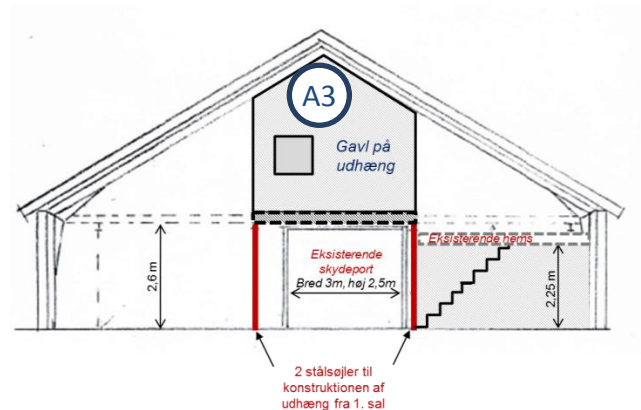 A3
Gavl på
udhæng
Eksisterende hems
Eksisterende
skydeport
Bred 3m, høj 2,5m
2,6 m
2,25 m
2 stålsøjler til
konstruktionen af
udhæng fra 1. sal